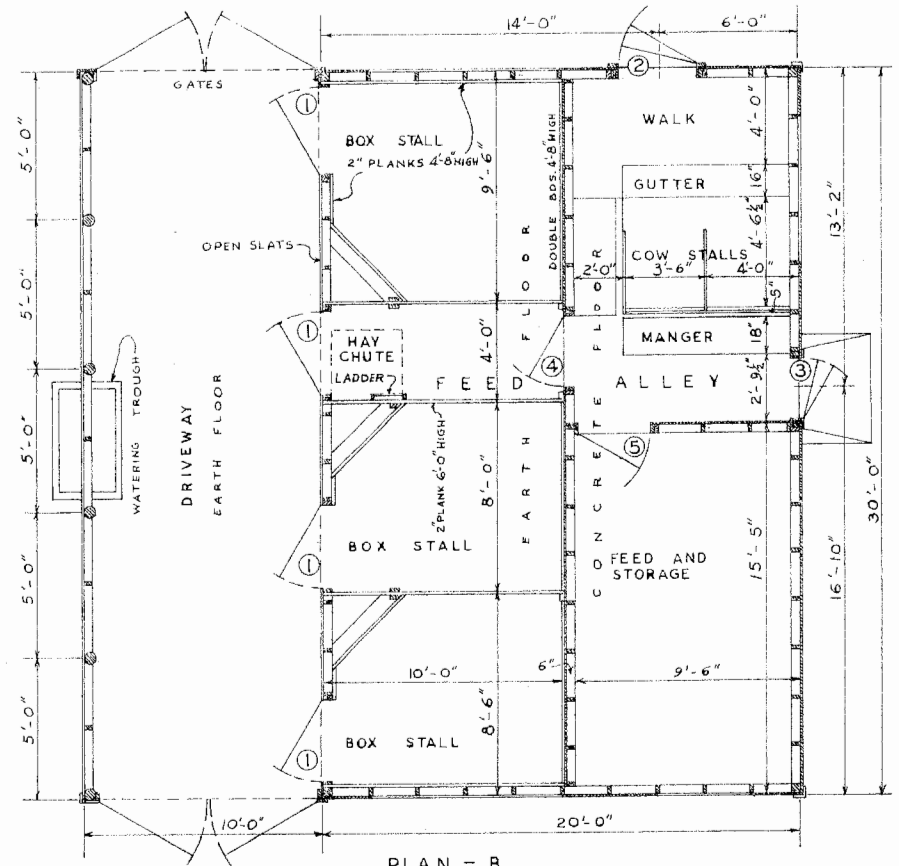 14'-0"
6'-0"
GATES
①
②
BOX STALL
2" PLANKS 4'-8" HIGH
9'-6"
DOUBLE BDS. 4'-8" HIGH
WALK
4'-0"
GUTTER
16"
4'-6½"
COW STALLS
2'-0"
3'-6"
4'-0"
5"
13'-2"
30'-0"
5'-0"
5'-0"
5'-0"
5'-0"
5'-0"
OPEN SLATS
①
HAY
CHUTE
LADDER
4'-0"
FEED ALLEY
④
MANGER
18"
2'-9½"
③
⑤
WATERING TROUGH
DRIVEWAY
EARTH FLOOR
2" PLANK 6'-0" HIGH
8'-0"
EARTH FLOOR
CONCRETE FLOOR
①
BOX STALL
FEED AND
STORAGE
15'-5"
16'-10"
10'-0"
6"
9'-6"
8'-6"
①
BOX STALL
10'-0"
20'-0"
PLAN - B